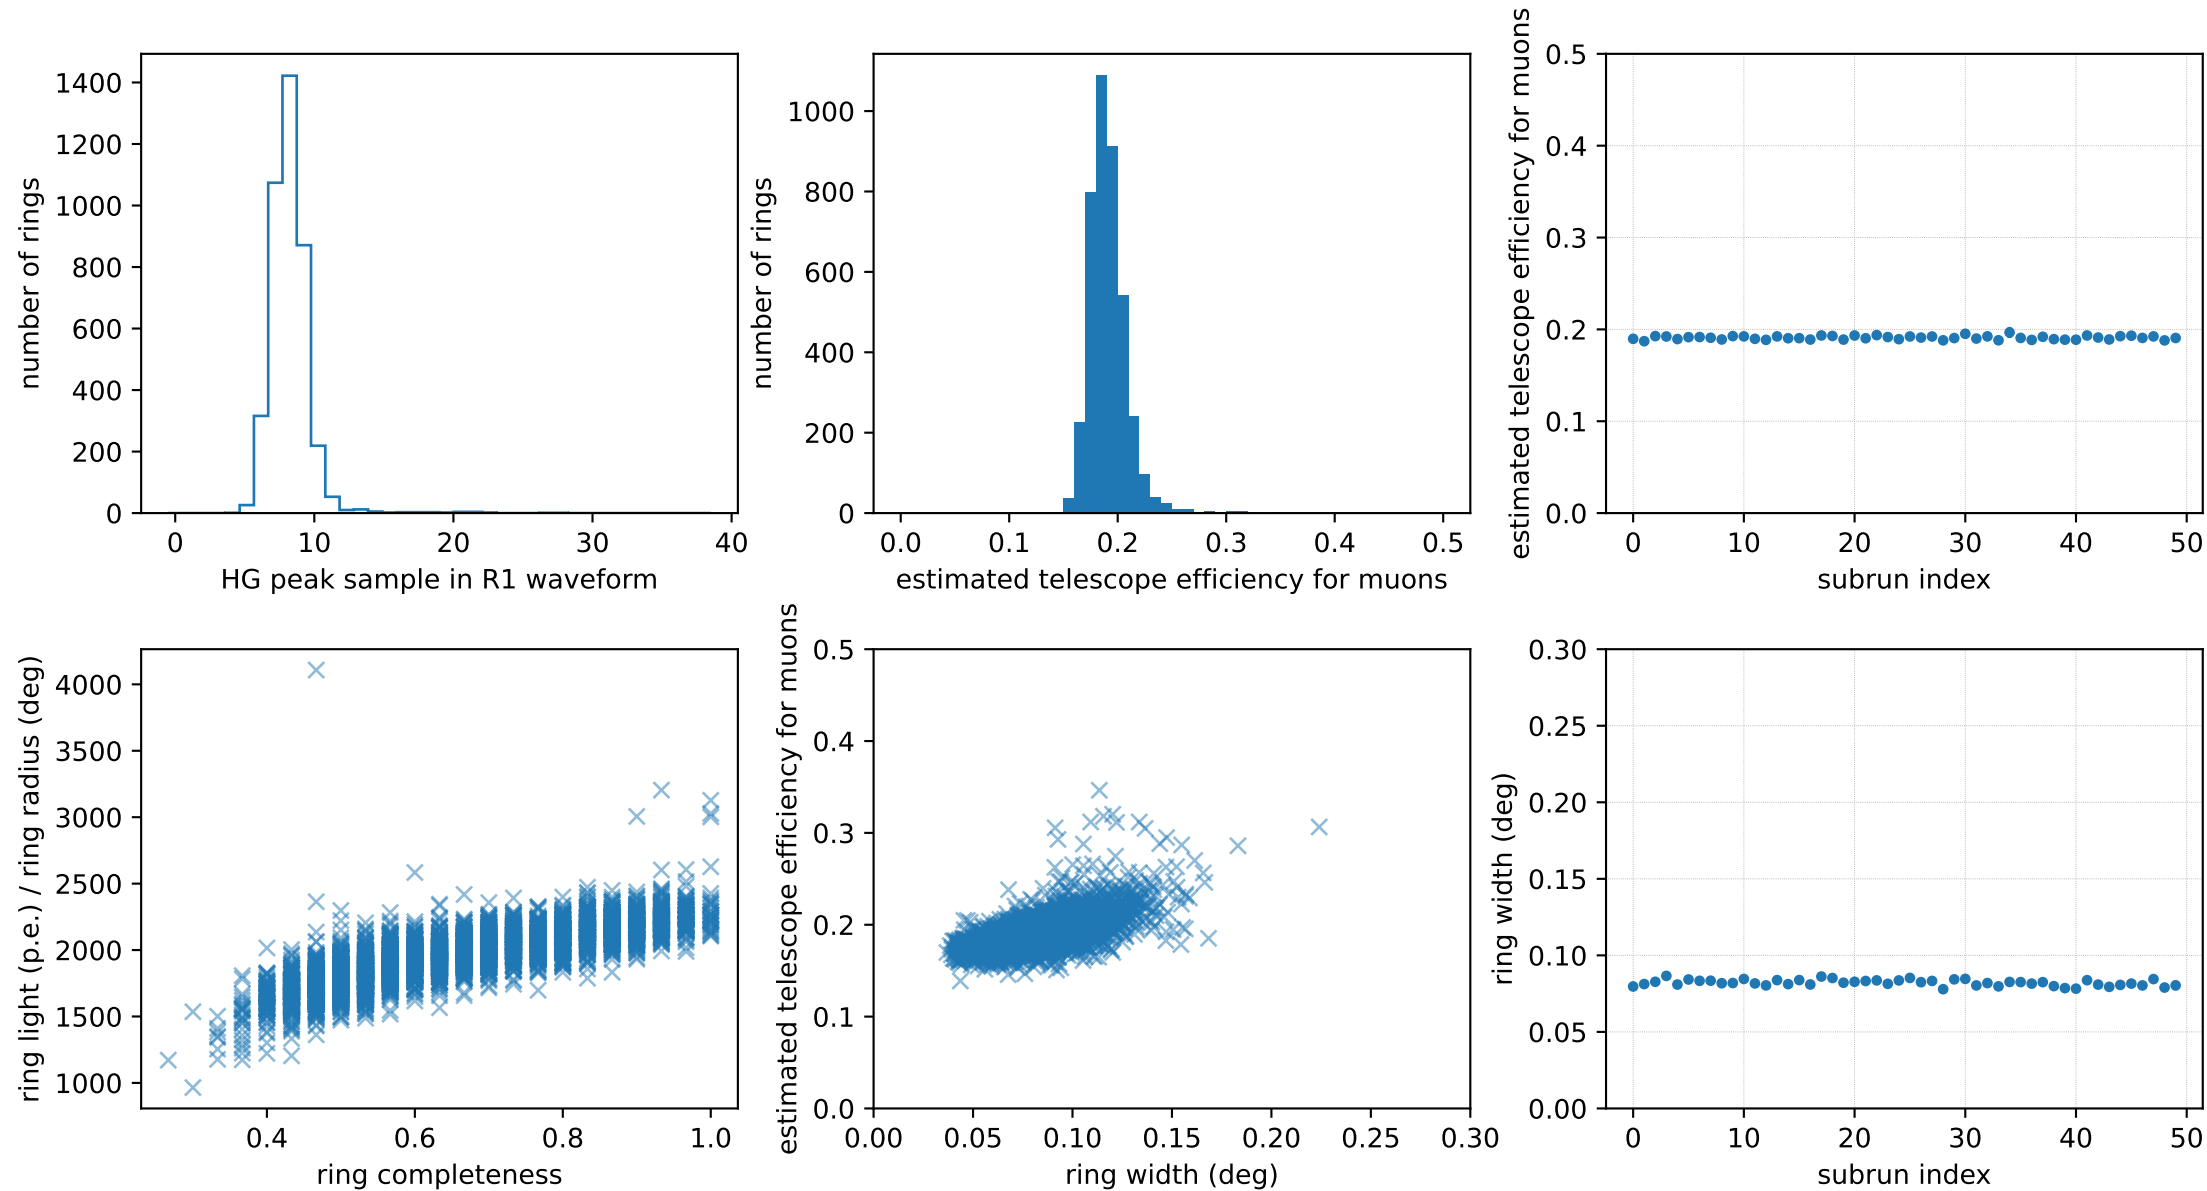 1400
1200
1000
800
600
400
200
0
number of rings
0 10 20 30 40
HG peak sample in R1 waveform
1000
800
600
400
200
0
number of rings
0.0 0.1 0.2 0.3 0.4 0.5
estimated telescope efficiency for muons
0.5
0.4
0.3
0.2
0.1
0.0
estimated telescope efficiency for muons
0 10 20 30 40 50
subrun index
4000
3500
3000
2500
2000
1500
1000
ring light (p.e.) / ring radius (deg)
0.4 0.6 0.8 1.0
ring completeness
0.5
0.4
0.3
0.2
0.1
0.0
estimated telescope efficiency for muons
0.00 0.05 0.10 0.15 0.20 0.25 0.30
ring width (deg)
0.30
0.25
0.20
0.15
0.10
0.05
0.00
ring width (deg)
0 10 20 30 40 50
subrun index